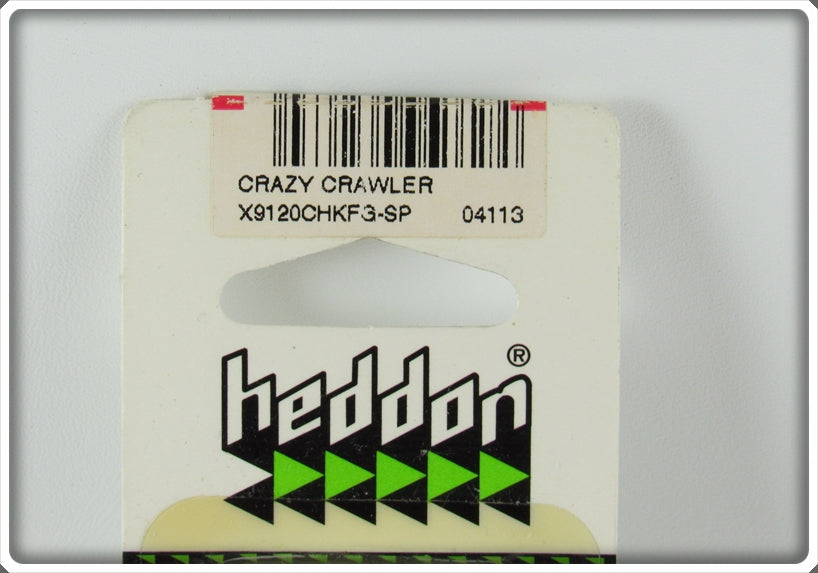 CRAZY CRAWLER
X9120CHKFG-SP 04113
heddon®